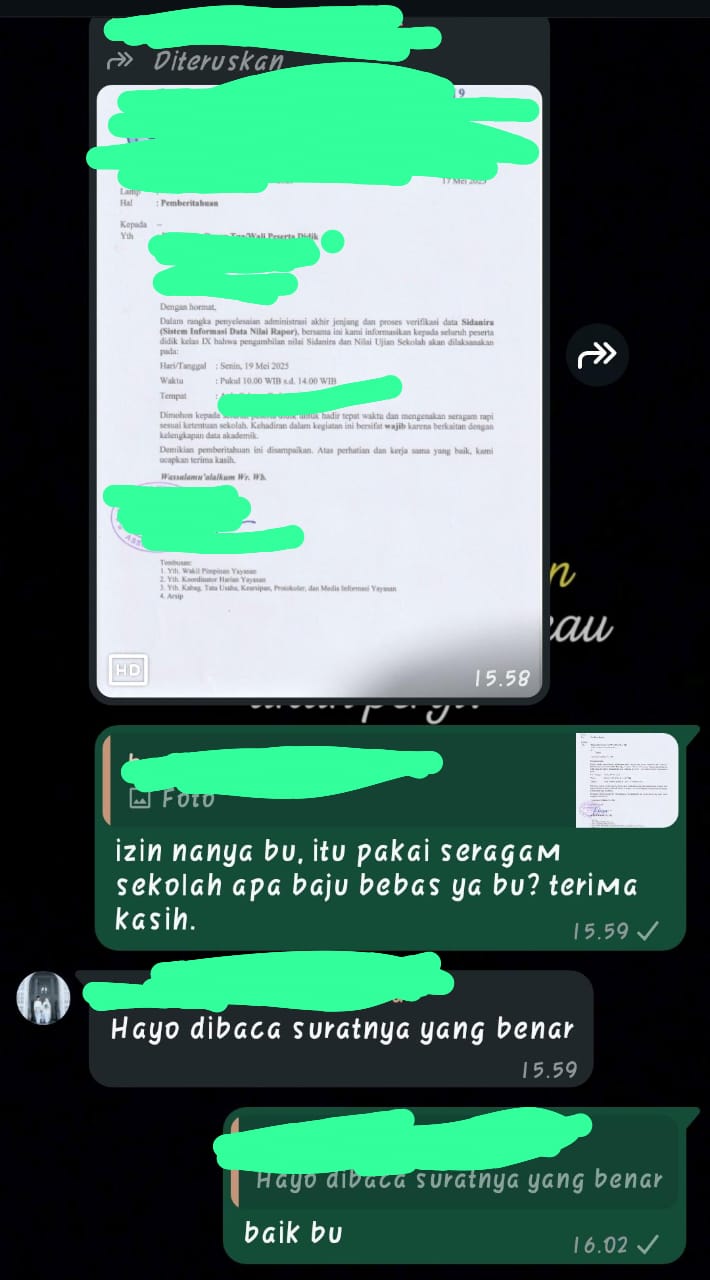 Diteruskan
17 Mei 2025
Lamp :
Hal : Pemberitahuan
Kepada –
Yth Tua/Wali Peserta Didik
Dengan hormat,
Dalam rangka penyelesaian administrasi akhir jenjang dan proses verifikasi data Sidanira
(Sistem Informasi Data Nilai Rapor), bersama ini kami informasikan kepada seluruh peserta
didik kelas IX bahwa pengambilan nilai Sidanira dan Nilai Ujian Sekolah akan dilaksanakan
pada:
Hari/Tanggal : Senin, 19 Mei 2025
Waktu : Pukul 10.00 WIB s.d. 14.00 WIB
Tempat :
Dimohon kepada untuk hadir tepat waktu dan mengenakan seragam rapi
sesuai ketentuan sekolah. Kehadiran dalam kegiatan ini bersifat wajib karena berkaitan dengan
kelengkapan data akademik.
Demikian pemberitahuan ini disampaikan. Atas perhatian dan kerja sama yang baik, kami
ucapkan terima kasih.
Wassalamu'alaikum Wr. Wb.
Tembusan:
1. Yth. Wakil Pimpinan Yayasan
2. Yth. Koordinator Harian Yayasan
3. Yth. Kabag. Tata Usaha, Kearsipan, Protokoler, dan Media Informasi Yayasan
4. Arsip
HD
15.58
Foto
izin nanya bu, itu pakai seragam
sekolah apa baju bebas ya bu? terima
kasih.
15.59
Hayo dibaca suratnya yang benar
15.59
Hayo dibaca suratnya yang benar
baik bu
16.02